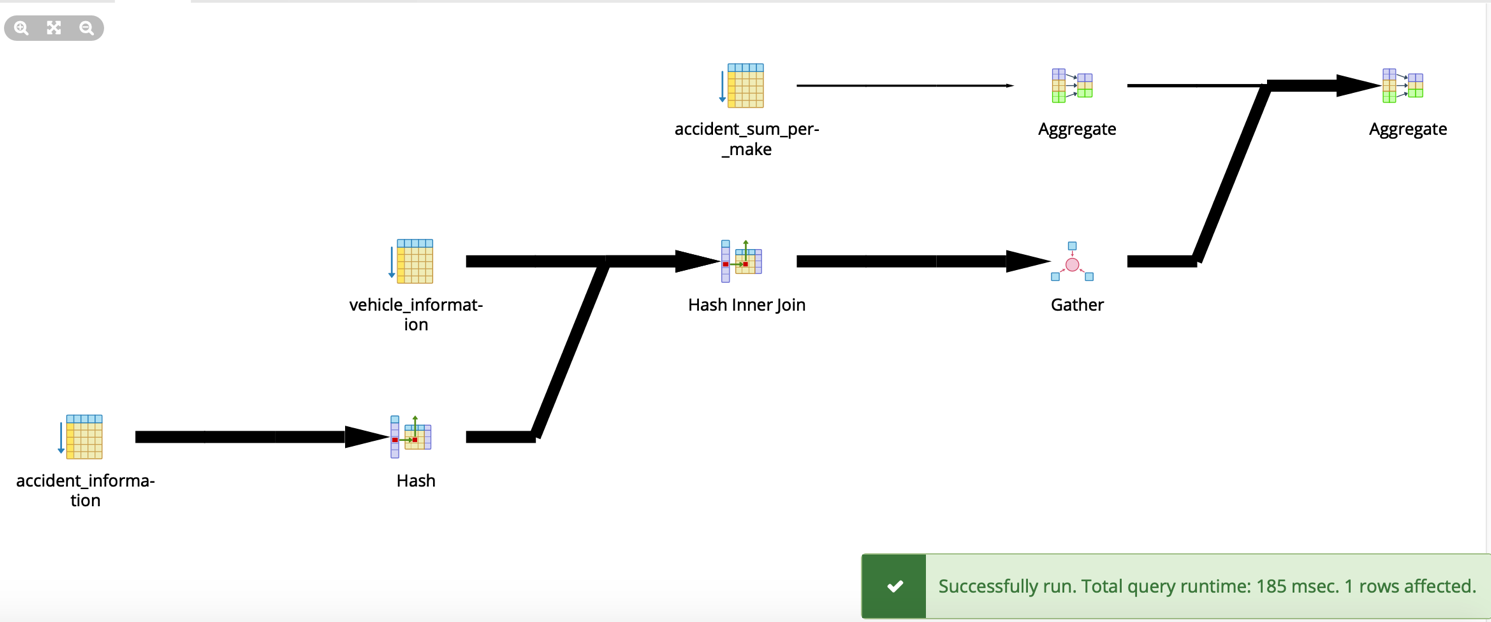 accident_sum_per-
_make
Aggregate
Aggregate
vehicle_informat-
ion
Hash Inner Join
Gather
accident_informa-
tion
Hash
Successfully run. Total query runtime: 185 msec. 1 rows affected.